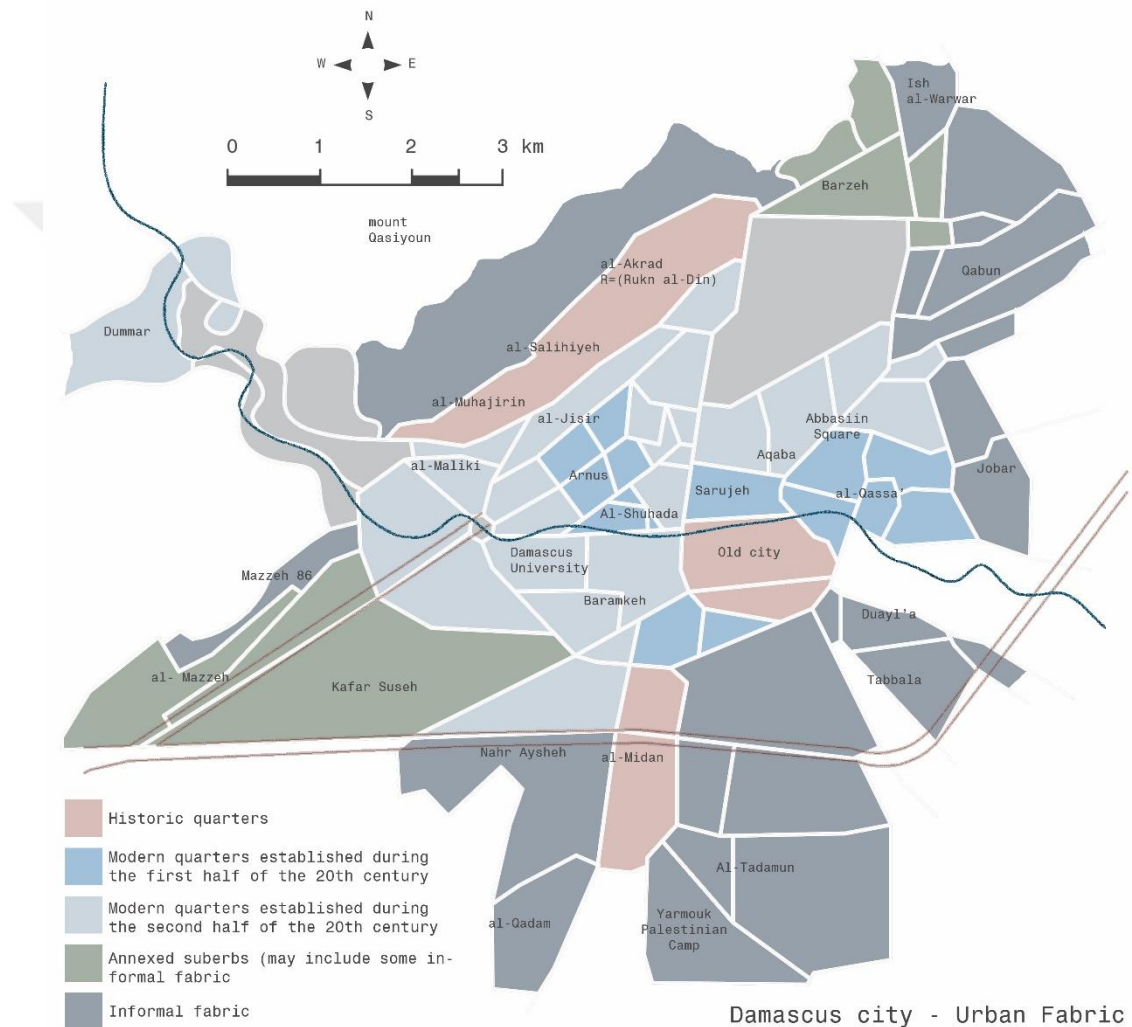 N
W E
S
0 1 2 3 km
mount
Qasiyoun
Ish
al-Warwar
Barzeh
al-Akrad
R=(Rukn al-Din)
Qabun
Dummar
al-Salihiyeh
al-Muhajirin
al-Jisir
Abbasiin
Square
Aqaba
al-Maliki
Arnus
Jobar
Sarujeh
al-Qassa'
Al-Shuhada
Damascus
University
Old city
Mazzeh 86
Baramkeh
Duayl'a
al- Mazzeh
Kafar Suseh
Tabbala
Nahr Aysheh
al-Midan
Al-Tadamun
al-Qadam
Yarmouk
Palestinian
Camp
Historic quarters
Modern quarters established during
the first half of the 20th century
Modern quarters established during
the second half of the 20th century
Annexed suberbs (may include some in-
formal fabric
Informal fabric
Damascus city - Urban Fabric